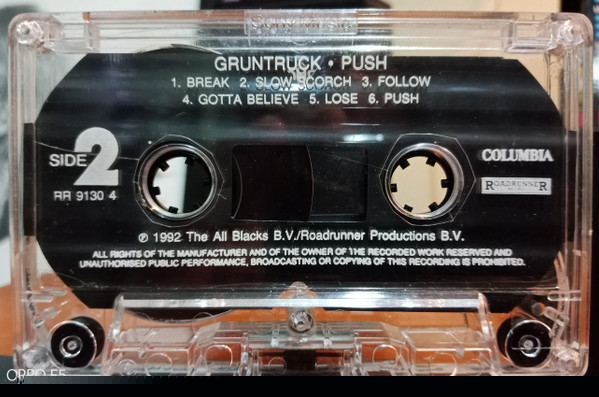 GRUNTRUCK • PUSH
1. BREAK 2. SLOW SCORCH 3. FOLLOW
4. GOTTA BELIEVE 5. LOSE 6. PUSH
SIDE 2
RR 9130 4
COLUMBIA
ROADRUNNER
℗ 1992 The All Blacks B.V./Roadrunner Productions B.V.
ALL RIGHTS OF THE MANUFACTURER AND OF THE OWNER OF THE RECORDED WORK RESERVED AND
UNAUTHORISED PUBLIC PERFORMANCE, BROADCASTING OR COPYING OF THIS RECORDING IS PROHIBITED.
OPPO F5